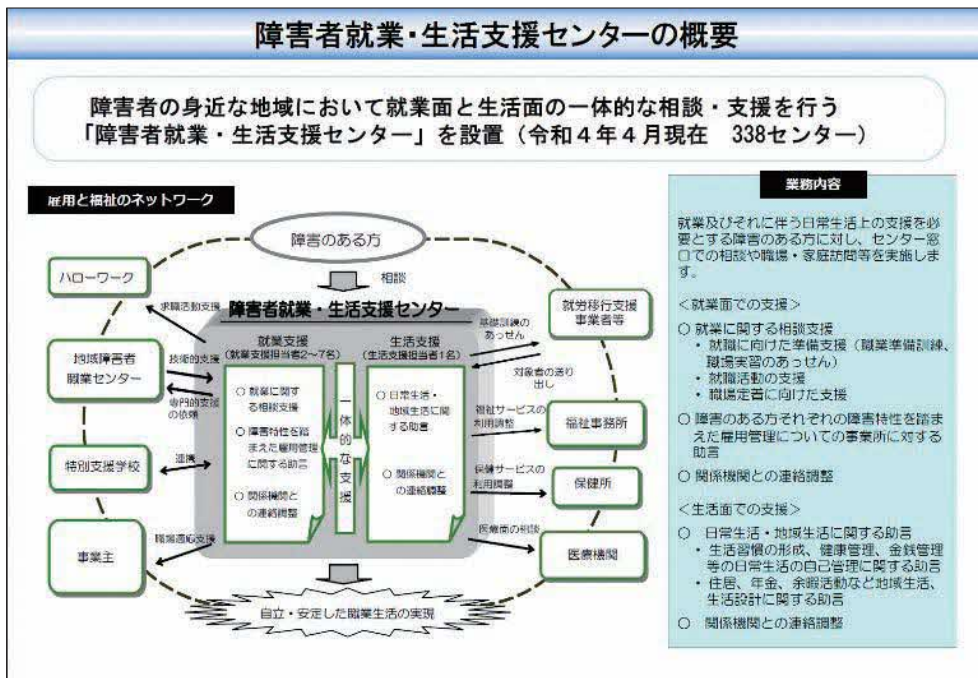 障害者就業・生活支援センターの概要
障害者の身近な地域において就業面と生活面の一体的な相談・支援を行う
「障害者就業・生活支援センター」を設置（令和４年４月現在　338センター）
雇用と福祉のネットワーク
障害のある方
相談
ハローワーク
地域障害者
職業センター
特別支援学校
事業主
求職活動支援
技術的支援
専門的支援
の依頼
連携
職場適応支援
障害者就業・生活支援センター
就業支援
（就業支援担当者2～7名）
○ 就業に関す
る相談支援
○ 障害特性を踏
まえた雇用管理
に関する助言
○ 関係機関と
の連絡調整
一体的な支援
生活支援
（生活支援担当者1名）
○ 日常生活・
地域生活に関
する助言
○ 関係機関と
の連絡調整
基礎訓練の
あっせん
対象者の送り
出し
福祉サービスの
利用調整
保健サービスの
利用調整
医療面の相談
就労移行支援
事業者等
福祉事務所
保健所
医療機関
自立・安定した職業生活の実現
業務内容
就業及びそれに伴う日常生活上の支援を必
要とする障害のある方に対し、センター窓
口での相談や職場・家庭訪問等を実施しま
す。
＜就業面での支援＞
○ 就業に関する相談支援
・ 就職に向けた準備支援（職業準備訓練、
職場実習のあっせん）
・ 就職活動の支援
・ 職場定着に向けた支援
○ 障害のある方それぞれの障害特性を踏ま
えた雇用管理についての事業所に対する
助言
○ 関係機関との連絡調整
＜生活面での支援＞
○ 日常生活・地域生活に関する助言
・ 生活習慣の形成、健康管理、金銭管理
等の日常生活の自己管理に関する助言
・ 住居、年金、余暇活動など地域生活、
生活設計に関する助言
○ 関係機関との連絡調整